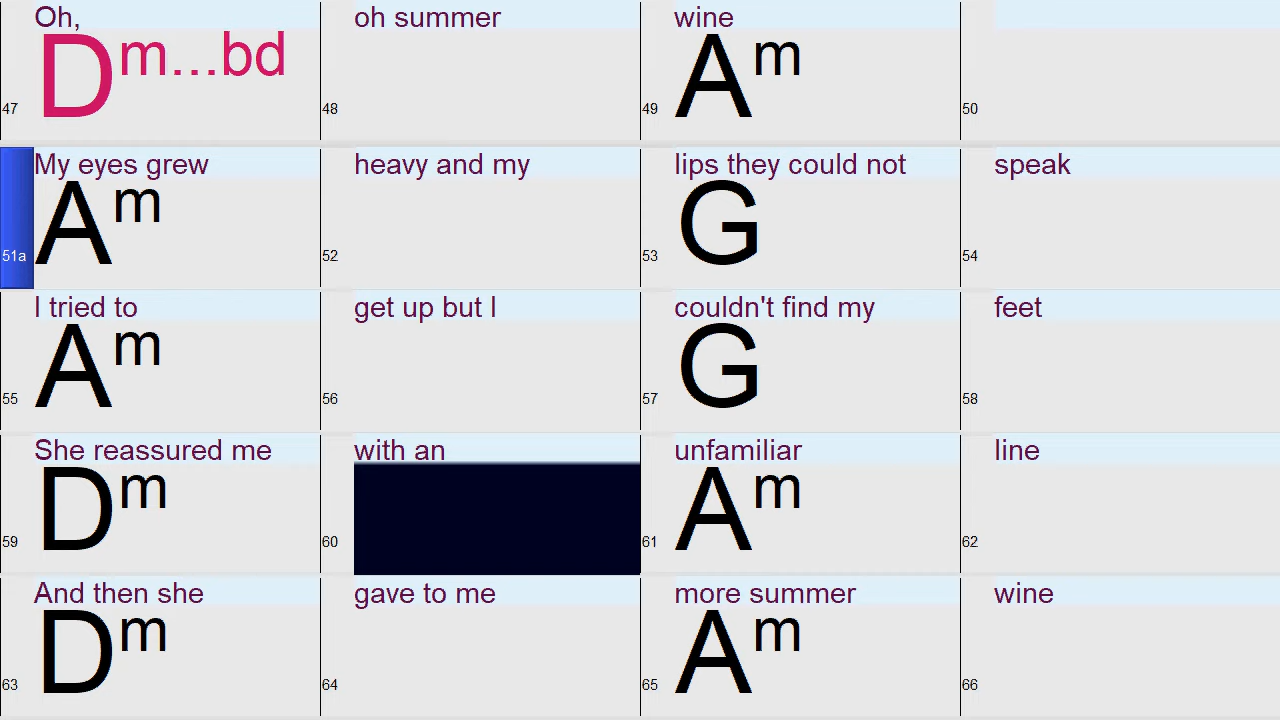 Oh, oh summer wine
Dm...bd Am
47 48 49 50
My eyes grew heavy and my lips they could not speak
Am G
51a 52 53 54
I tried to get up but I couldn't find my feet
Am G
55 56 57 58
She reassured me with an unfamiliar line
Dm Am
59 60 61 62
And then she gave to me more summer wine
Dm Am
63 64 65 66